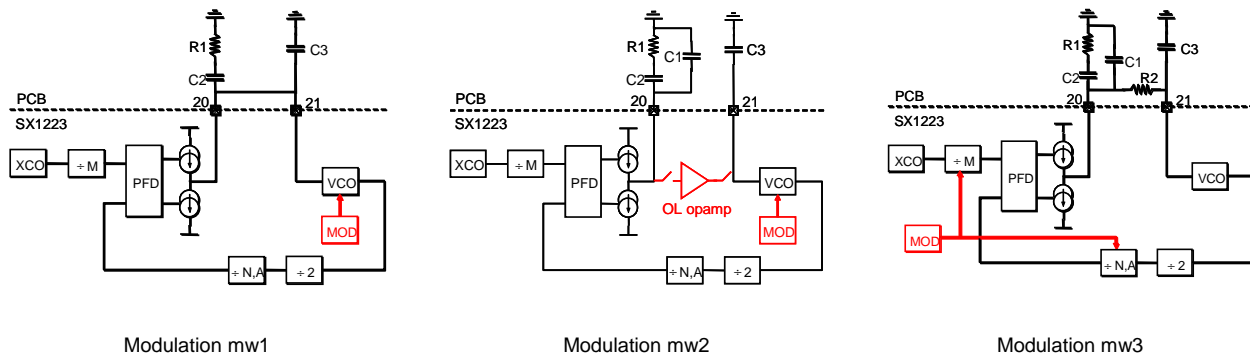 R1
C2
C3
PCB
20
21
SX1223
XCO
÷ M
PFD
VCO
MOD
÷ N,A
÷ 2
Modulation mw1
R1
C1
C2
C3
PCB
20
21
SX1223
XCO
÷ M
PFD
OL opamp
VCO
MOD
÷ N,A
÷ 2
Modulation mw2
R1
C1
C2
R2
C3
PCB
20
21
SX1223
XCO
÷ M
PFD
VCO
MOD
÷ N,A
÷ 2
Modulation mw3